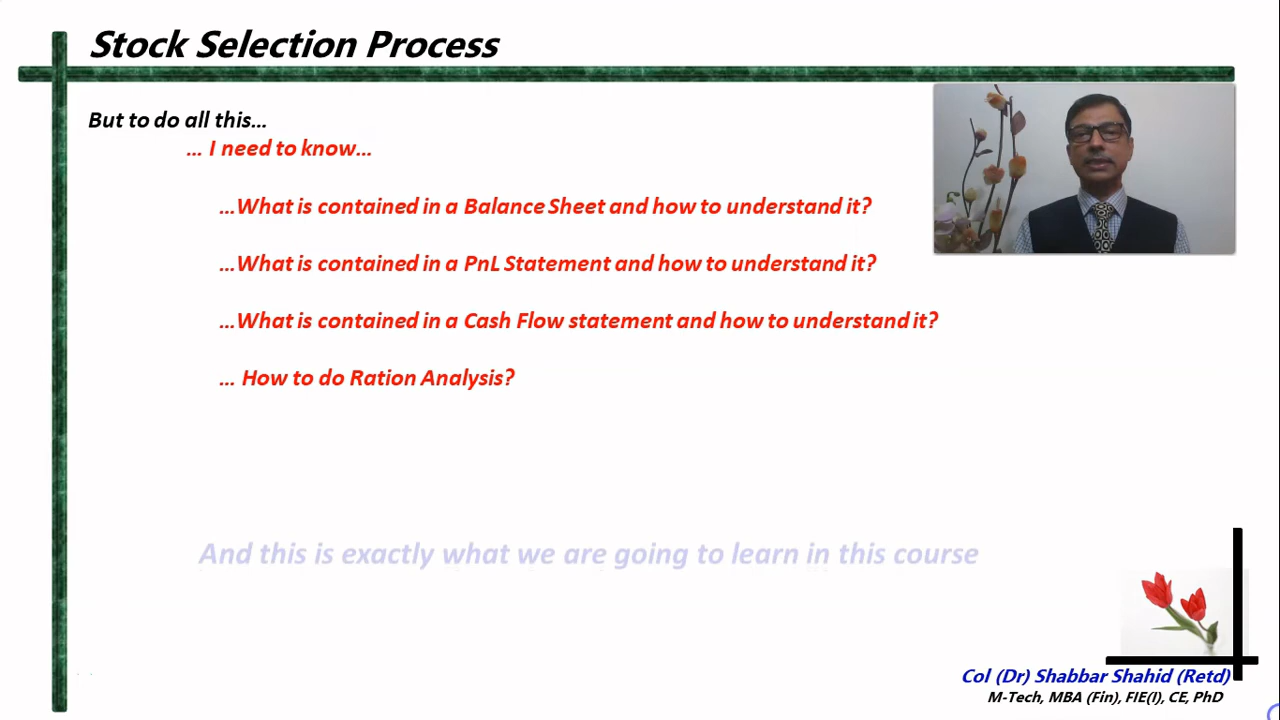 Stock Selection Process
But to do all this...
... I need to know...
...What is contained in a Balance Sheet and how to understand it?
...What is contained in a PnL Statement and how to understand it?
...What is contained in a Cash Flow statement and how to understand it?
... How to do Ration Analysis?
And this is exactly what we are going to learn in this course
Col (Dr) Shabbar Shahid (Retd)
M-Tech, MBA (Fin), FIE(I), CE, PhD